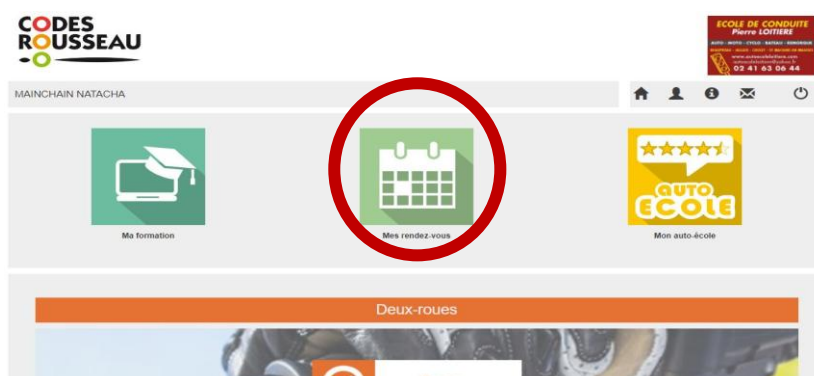 CODES
ROUSSEAU
ECOLE DE CONDUITE
Pierre LOITIERE
02 41 63 06 44
MAINCHAIN NATACHA
AUTO
ECOLE
Ma formation
Mes rendez-vous
Mon auto-école
Deux-roues